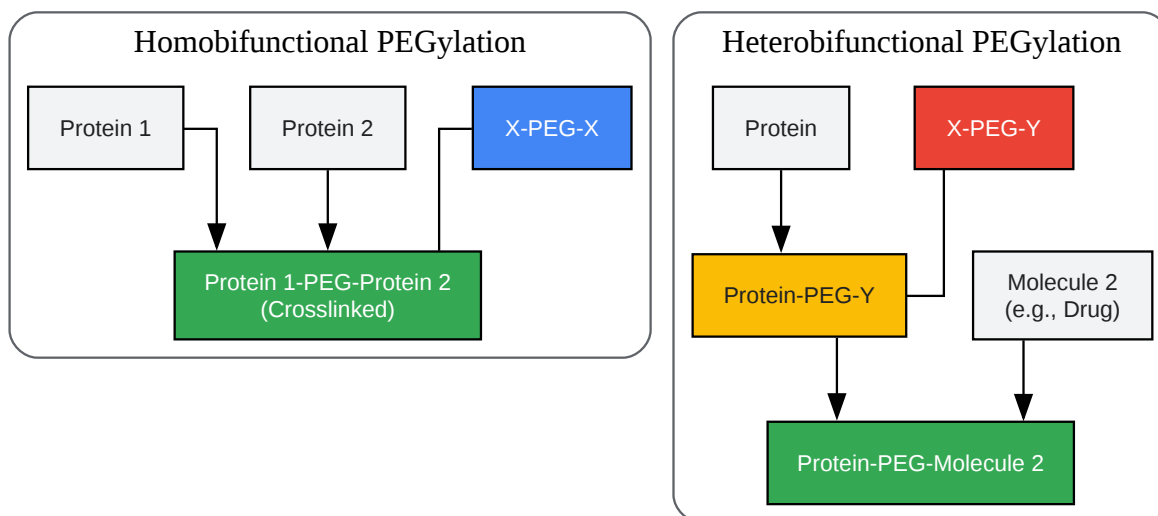 Homobifunctional PEGylation
Protein 1
Protein 2
X-PEG-X
Protein 1-PEG-Protein 2
(Crosslinked)
Heterobifunctional PEGylation
Protein
X-PEG-Y
Protein-PEG-Y
Molecule 2
(e.g., Drug)
Protein-PEG-Molecule 2